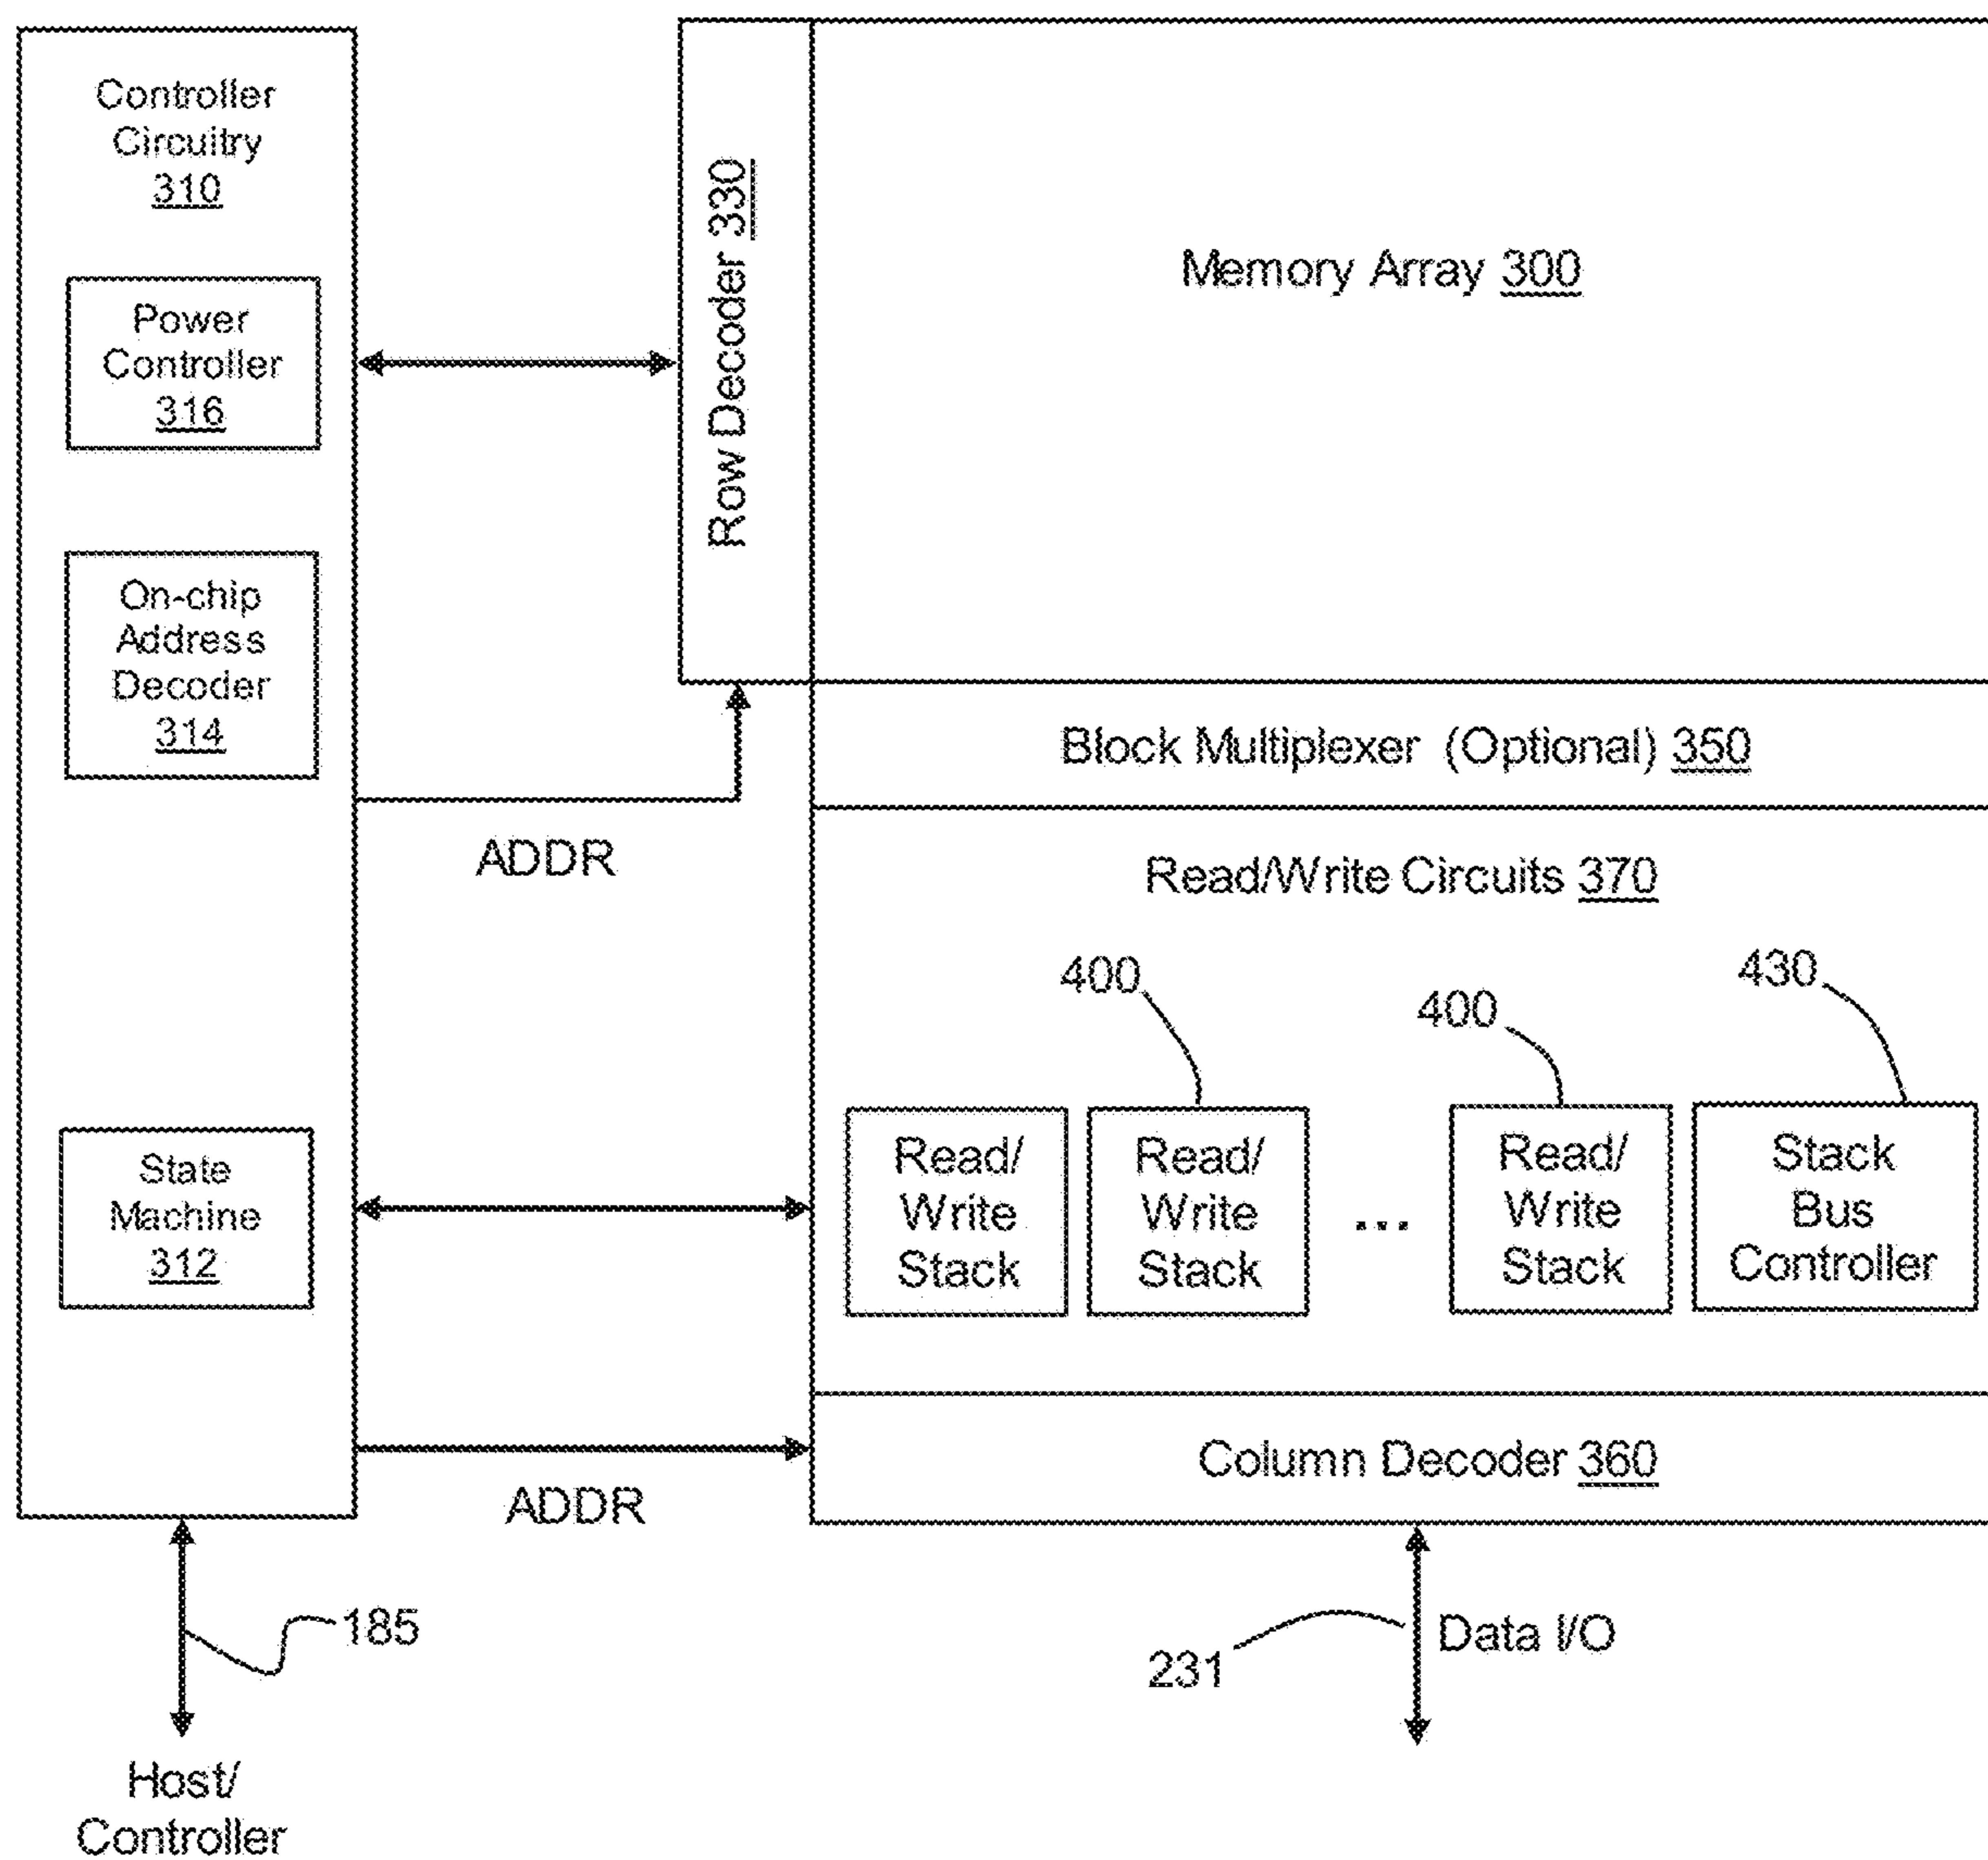 Controller
Circuitry
310
Power
Controller
316
On-chip
Address
Decoder
314
State
Machine
312
Row Decoder 330
Memory Array 300
Block Multiplexer (Optional) 350
ADDR
Read/Write Circuits 370
400
400
430
Read/
Write
Stack
Read/
Write
Stack
...
Read/
Write
Stack
Stack
Bus
Controller
Column Decoder 360
ADDR
185
231
Data I/O
Host/
Controller